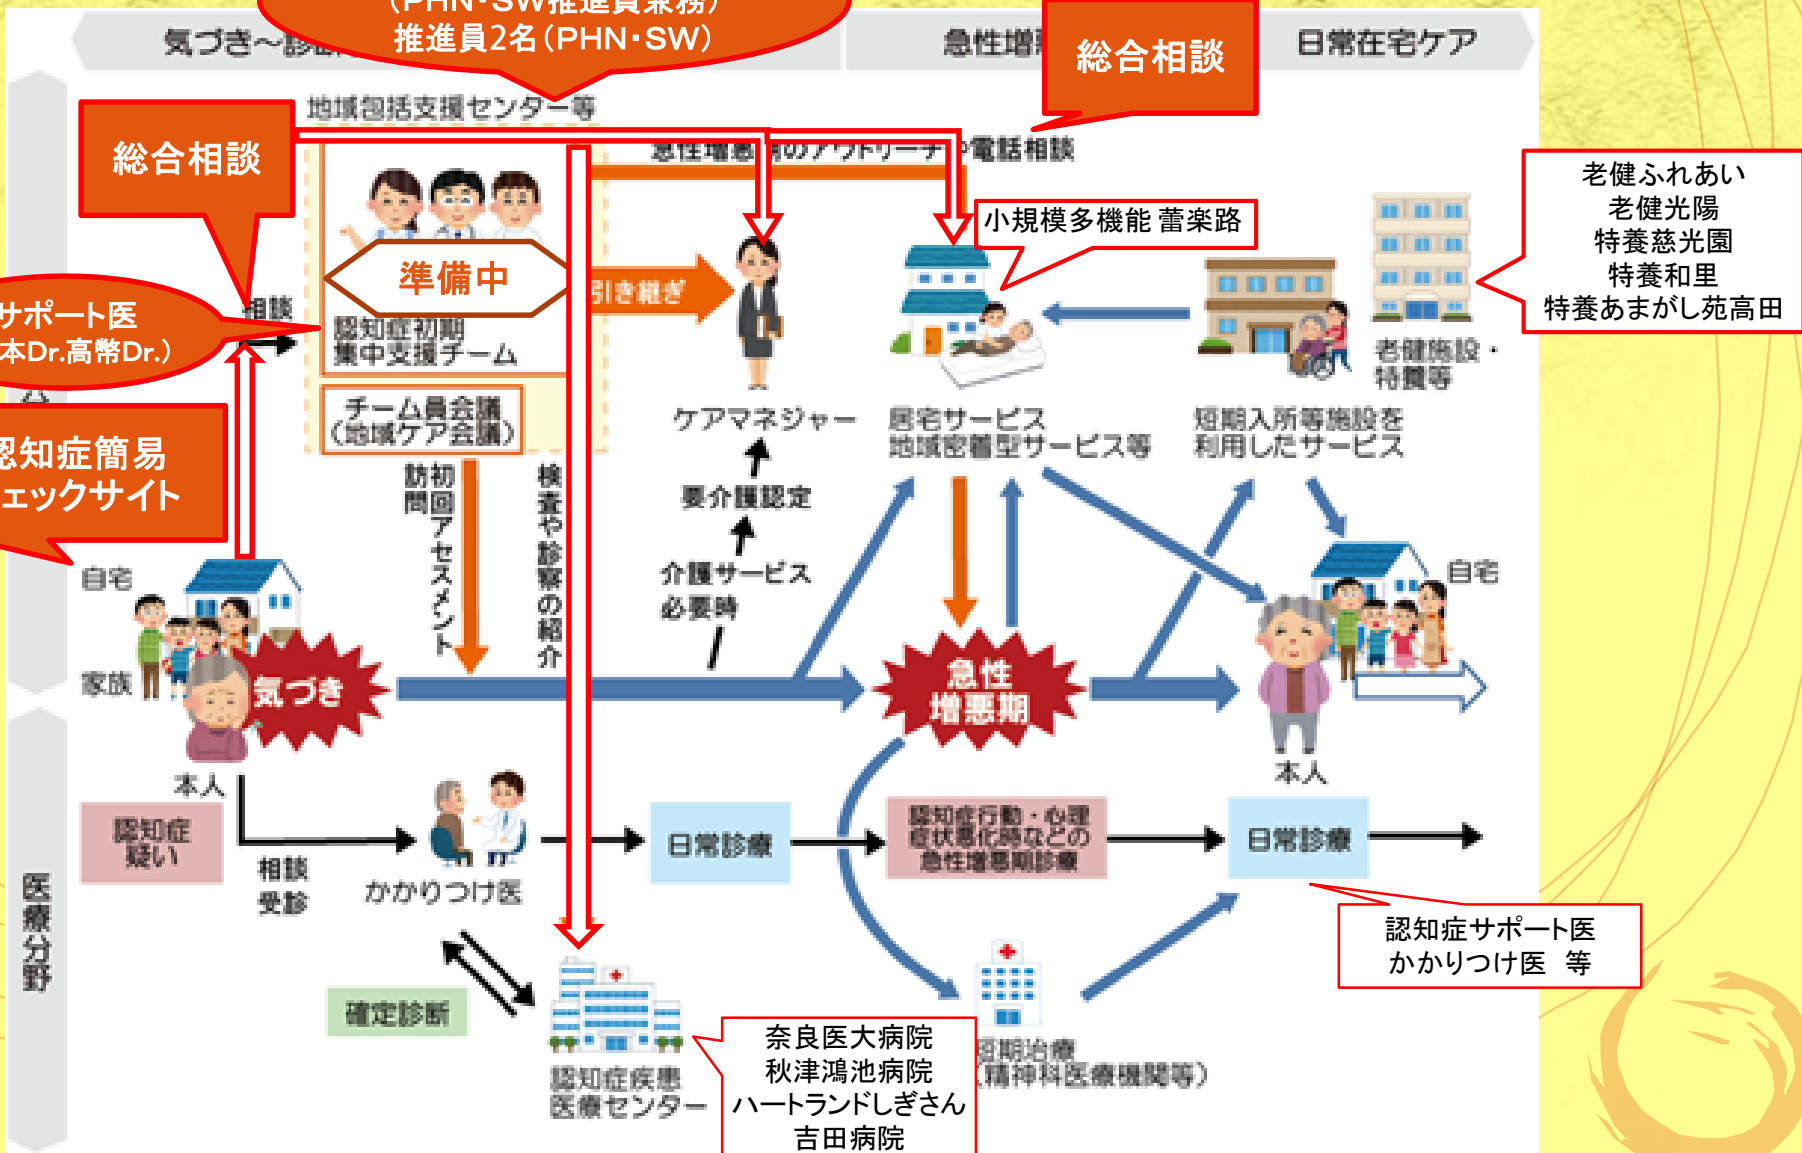 (PHN・SW推進員兼務)
推進員2名(PHN・SW)
気づき～診
急性増
日常在宅ケア
総合相談
地域包括支援センター等
総合相談
急性増悪期のアウトリーチや電話相談
老健ふれあい
老健光陽
特養慈光園
特養和里
特養あまがし苑高田
小規模多機能 蕾楽路
準備中
引き継ぎ
サポート医
本Dr.高幣Dr.)
相談
認知症初期
集中支援チーム
老健施設・
特養等
チーム員会議
(地域ケア会議)
ケアマネジャー
居宅サービス
地域密着型サービス等
短期入所等施設を
利用したサービス
認知症簡易
ェックサイト
初回アセスメント
訪問
検査や診察の紹介
要介護認定
介護サービス
必要時
自宅
家族
気づき
本人
急性
増悪期
自宅
本人
認知症
疑い
相談
受診
かかりつけ医
日常診療
認知症行動・心理
症状悪化時などの
急性増悪期診療
日常診療
医療分野
認知症サポート医
かかりつけ医 等
確定診断
認知症疾患
医療センター
奈良医大病院
秋津鴻池病院
ハートランドしぎさん
吉田病院
短期治療
(精神科医療機関等)